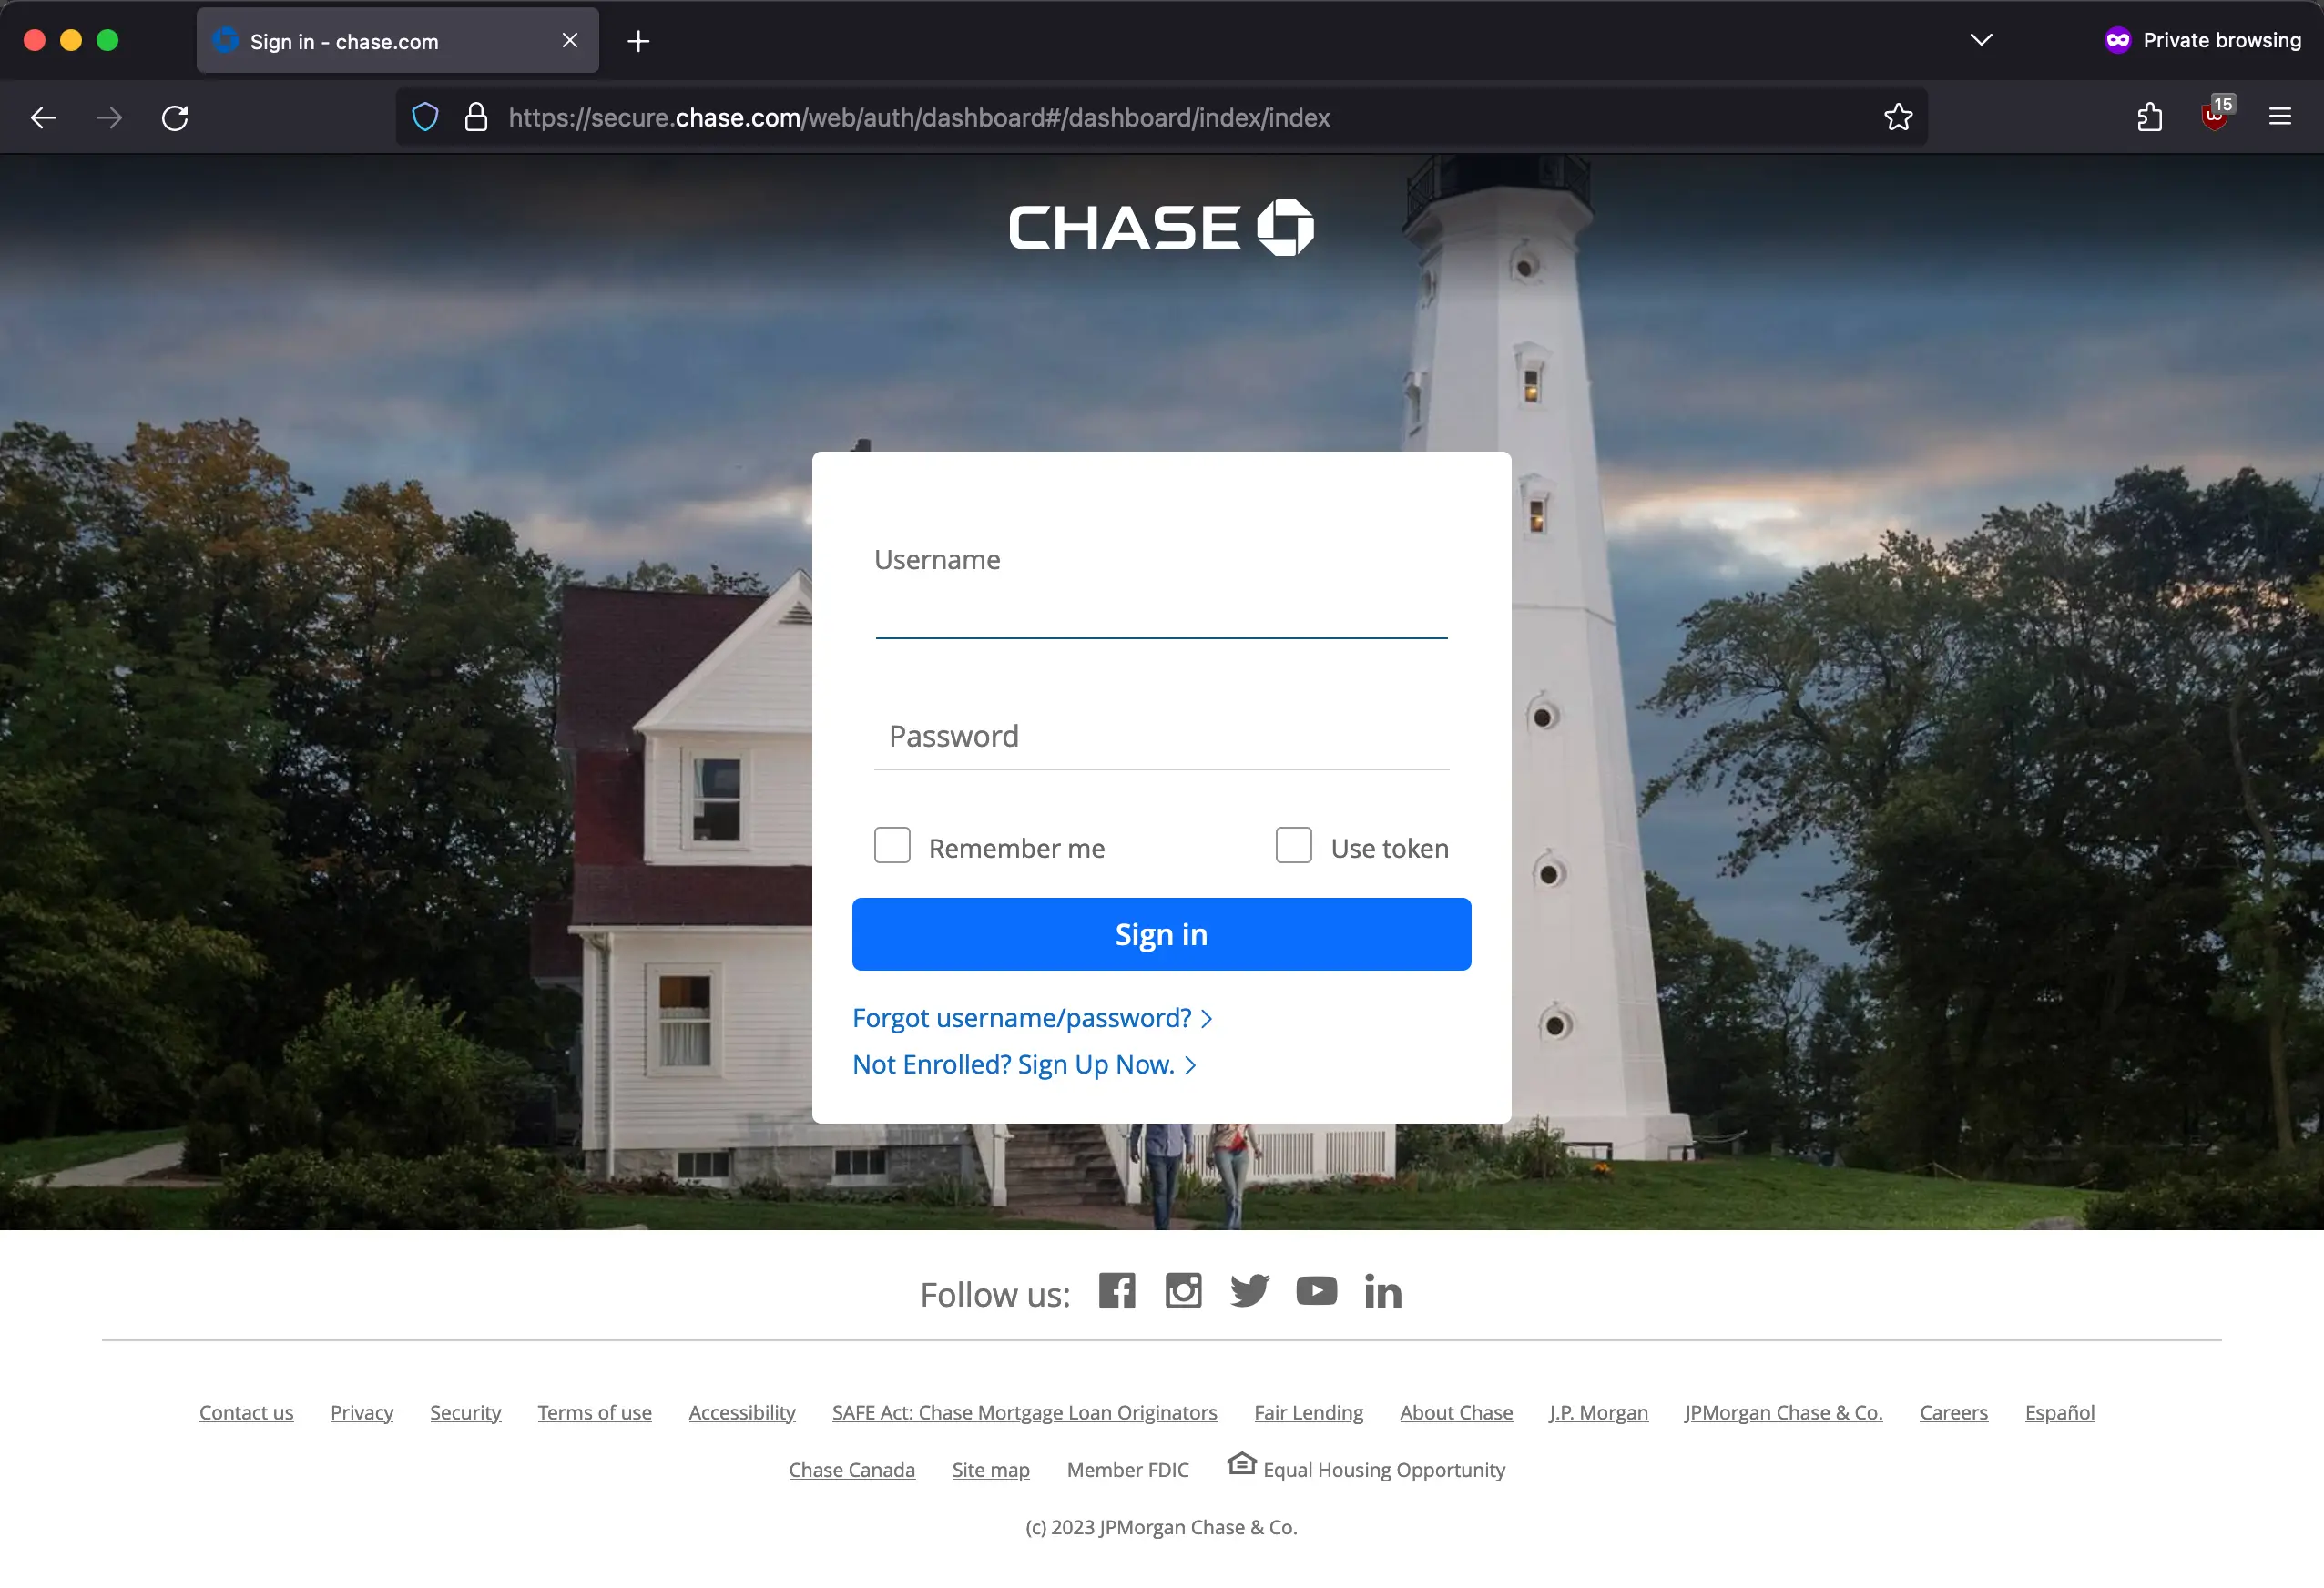 Sign in - chase.com
Private browsing
https://secure.chase.com/web/auth/dashboard#/dashboard/index/index
15
CHASE
Username
Password
Remember me
Use token
Sign in
Forgot username/password?
Not Enrolled? Sign Up Now.
Follow us:
Contact us Privacy Security Terms of use Accessibility SAFE Act: Chase Mortgage Loan Originators Fair Lending About Chase J.P. Morgan JPMorgan Chase & Co. Careers Español
Chase Canada Site map Member FDIC Equal Housing Opportunity
(c) 2023 JPMorgan Chase & Co.